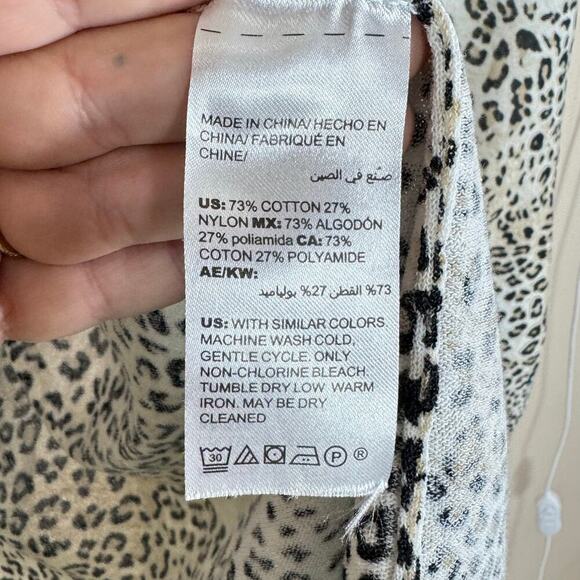 MADE IN CHINA/ HECHO EN
CHINA/ FABRIQUÉ EN
CHINE/
صنع في الصين
US: 73% COTTON 27%
NYLON MX: 73% ALGODÓN
27% poliamida CA: 73%
COTTON 27% POLYAMIDE
AE/KW:
73% القطن 27% بولياميد
US: WITH SIMILAR COLORS
MACHINE WASH COLD,
GENTLE CYCLE. ONLY
NON-CHLORINE BLEACH.
TUMBLE DRY LOW. WARM
IRON. MAY BE DRY
CLEANED
30 P ®